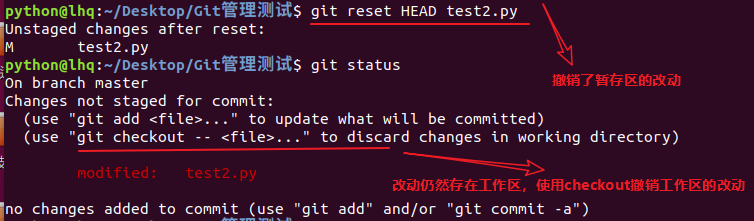 python@lhq:~/Desktop/Git管理测试$ git reset HEAD test2.py
Unstaged changes after reset:
M       test2.py
python@lhq:~/Desktop/Git管理测试$ git status
撤销了暂存区的改动
On branch master
Changes not staged for commit:
  (use "git add <file>..." to update what will be committed)
  (use "git checkout -- <file>..." to discard changes in working directory)
        modified:   test2.py
改动仍然存在工作区，使用checkout撤销工作区的改动
no changes added to commit (use "git add" and/or "git commit -a")